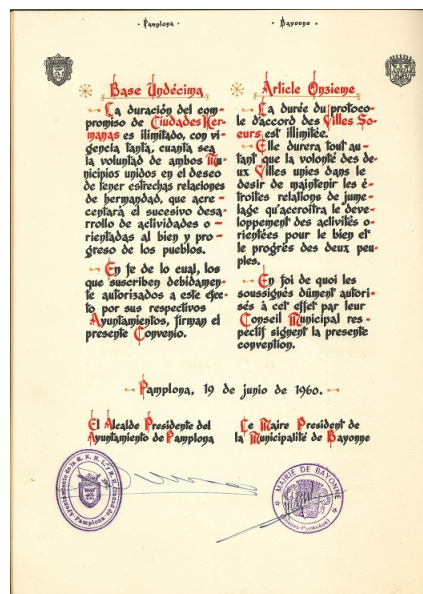 · Pamplona ·
· Bayonne ·
Base Undécima
La duración del com-
promiso de Ciudades Her-
manas es ilimitado, con vi-
gencia tanta, cuanta sea
la voluntad de ambos Mu-
nicipios unidos en el deseo
de tener estrechas relaciones
de hermandad, que acre-
centará el sucesivo desa-
rrollo de actividades o-
rientadas al bien y pro-
greso de los pueblos.
En fe de lo cual, los
que suscriben debidamen-
te autorizados a este efec-
to por sus respectivos
Ayuntamientos, firman el
presente Convenio.
Article Onsieme
La durée du protoco-
le d'accord des Villes So-
eurs est illimitée.
Elle durera tout au-
tant que la volonté des de-
ux Villes unies dans le
desir de maintenir les é-
troites relations de jume-
lage qu'accroitra le deve-
loppement des activités o-
rientées pour le bien et
le progrès des deux peu-
ples.
En foi de quoi les
soussignés dûment autori-
sés à cet effet par leur
Conseil Municipal res-
pectif signent la presente
convention.
Pamplona, 19 de junio de 1960.
El Alcalde Presidente del
Ayuntamiento de Pamplona
Le Maire President de
la Municipalité de Bayonne
Ayuntamiento de la M. N. M. L. y M. H. Ciudad de
Pamplona
MAIRIE DE BAYONNE